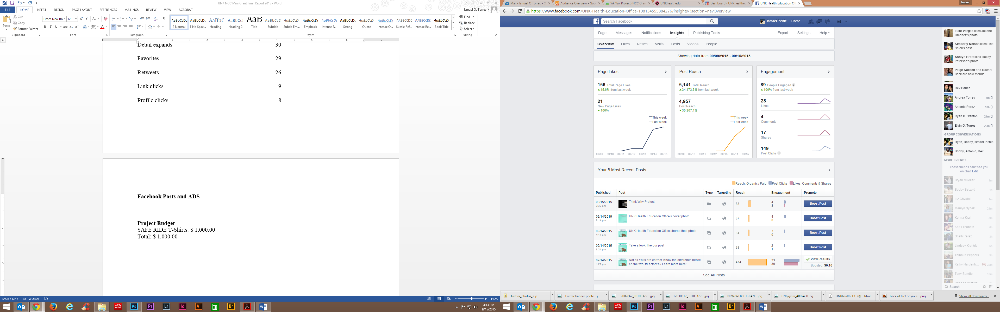 UNK NCC Mini Grant Final Report 2015 - Word
FILE HOME INSERT DESIGN PAGE LAYOUT REFERENCES MAILINGS REVIEW VIEW ACROBAT
Ismael O. Torres
Paste
Cut
Copy
Format Painter
Clipboard
Times New Ro 12
Font
Paragraph
AaBbCcDc AaBbCcDc AaBbC AaBbCcI AaB AaBbCcC AaBbCcDc AaBbCcDc AaBbCcDc AaBbCcDc AaBbCcDc AaBbCcDc AABBCCDC AABBCCDC AaBbCcDc
¶ Normal ¶ No Spac... Heading 1 Heading 2 Title Subtitle Subtle Em... Emphasis Intense E... Strong Quote Intense Q... Subtle Ref... Intense Re... Book Title
Styles
Find
Replace
Select
Editing
Detail expands 30
Favorites 29
Retweets 26
Link clicks 9
Profile clicks 8
Facebook Posts and ADS
Project Budget
SAFE RIDE T-Shirts: $ 1,000.00
Total: $ 1,000.00
PAGE 7 OF 7 351 WORDS
140%
4:13 PM
9/15/2015
Mail - Ismael O Torres - O
Audience Overview - Goo
Yik Yak Project (NCC Gran
UNKhealthedu
Dashboard ‹ UNKhealthed
UNK Health Education Off
Ismael
https://www.facebook.com/UNK-Health-Education-Office-108134555884276/insights/?section=navOverview
Search Facebook
Ismael Pichie Home
Page Messages Notifications Insights Publishing Tools Export Settings Help
Overview Likes Reach Visits Posts Videos People
Showing data from 09/09/2015 - 09/15/2015
Page Likes
156 Total Page Likes
15.6% from last week
21
New Page Likes
100%
This week
Last week
09/09 09/10 09/11 09/12 09/13 09/14 09/15
Post Reach
5,141 Total Reach
34,173.3% from last week
4,957
Post Reach
35,307.1%
This week
Last week
09/09 09/10 09/11 09/12 09/13 09/14 09/15
Engagement
89 People Engaged
100% from last week
28
Likes
4
Comments
17
Shares
149
Post Clicks
Your 5 Most Recent Posts
Reach: Organic / Paid Post Clicks Likes, Comments & Shares
Published Post Type Targeting Reach Engagement Promote
09/15/2015 Think Why Project 83 4 Boost Post
8:30 am 3
09/14/2015 UNK Health Education Office's cover photo 37 4 Boost Post
9:14 pm 0
09/14/2015 UNK Health Education Office shared their photo. 34 3 Boost Post
4:16 pm 0
09/14/2015 Take a look, like our post 28 2 Boost Post
3:24 pm 1
09/14/2015 Not all Yaks are correct. Know the difference betwe 474 33 View Results
3:21 pm en the two. #FactorYak Learn more here: 30 Boosted: $0.10
See All Posts
Luke Vargas likes Jailene
Jimenez's photo.
Kimberly Nelson likes Lisa
Shiell's post.
Ashtyn Bratt likes Holley
Peterson's photo.
Paige Kallsen and Rachel
Beck are now friends.
Rex Bauer
Andrea Torres 3m
Antonio Perez 10h
Ryan B. Stanton 21m
Elvin O. Torres 29m
GROUP CONVERSATIONS
Ryan, Bobby, Ismael Pichie
Bobby, Antonio, Rex
MORE FRIENDS
These friends can't see you
on chat. Edit
Bryan Mueller 1m
Bobby Betzold
Liz Chvatal
Marilyn Synek 21m
Kenna Kral
Kait Elizabeth
Shelli Perez
Lindsey Kreifels
Thibault Peppers
Kathy Hardenb... 22m
Tony Bondio
Search
Twitter_photos_.zip
Twitter banner photo....j...
12002862_10100379....jpg
12030317_10100379....jpg
NEW-WEBSITE-BAN....jpg
CN6jgstm_400x400.jpg
UNKhealthEDU (@....html
back of fact or yak s....png
Show all downloads...